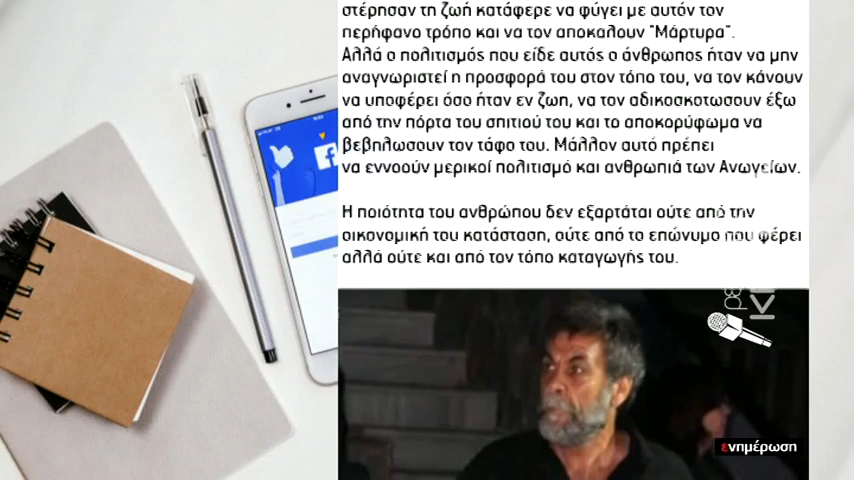 στέρησαν τη ζωή κατάφερε να φύγει με αυτόν τον
περήφανο τρόπο και να τον αποκαλουν "Μάρτυρα".
Αλλά ο πολιτισμός που είδε αυτός ο άνθρωπος ήταν να μην
αναγνωριστεί η προσφορά του στον τόπο του, να τον κάνουν
να υποφέρει όσο ήταν εν ζωη, να τον αδικοσκοτωσουν έξω
από την πόρτα του σπιτιού του και το αποκορύφωμα να
βεβηλωσουν τον τάφο του. Μάλλον αυτό πρέπει
να εννοούν μερικοί πολιτισμό και ανθρωπιά των Ανωγείων.
Η ποιότητα του ανθρώπου δεν εξαρτάται ούτε από την
οικονομική του κατάσταση, ούτε από το επώνυμο που φέρει
αλλά ούτε και από τον τόπο καταγωγής του.
ενημέρωση